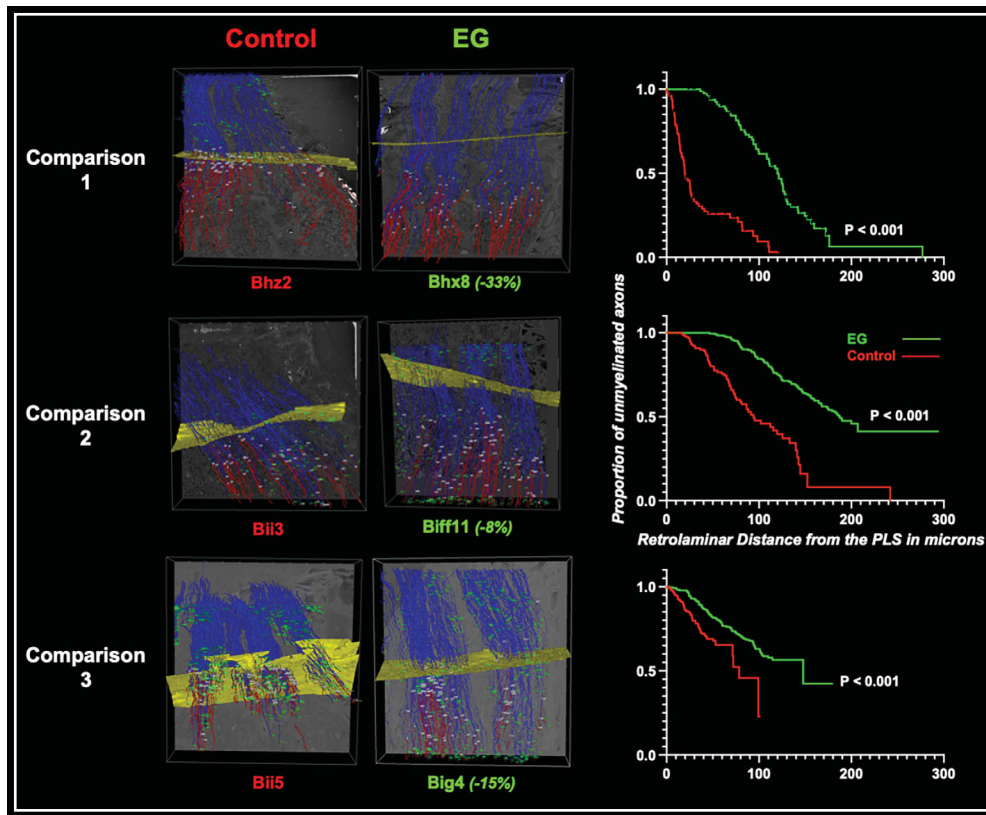 Control EG
Comparison
1
Bhz2
Bhx8 (-33%)
1.0
0.5
0.0
0 100 200 300
P < 0.001
Comparison
2
Bii3
Biff11 (-8%)
1.0
0.5
0.0
0 100 200 300
EG
Control
P < 0.001
Proportion of unmyelinated axons
Retrolaminar Distance from the PLS in microns
Comparison
3
Bii5
Big4 (-15%)
1.0
0.5
0.0
0 100 200 300
P < 0.001